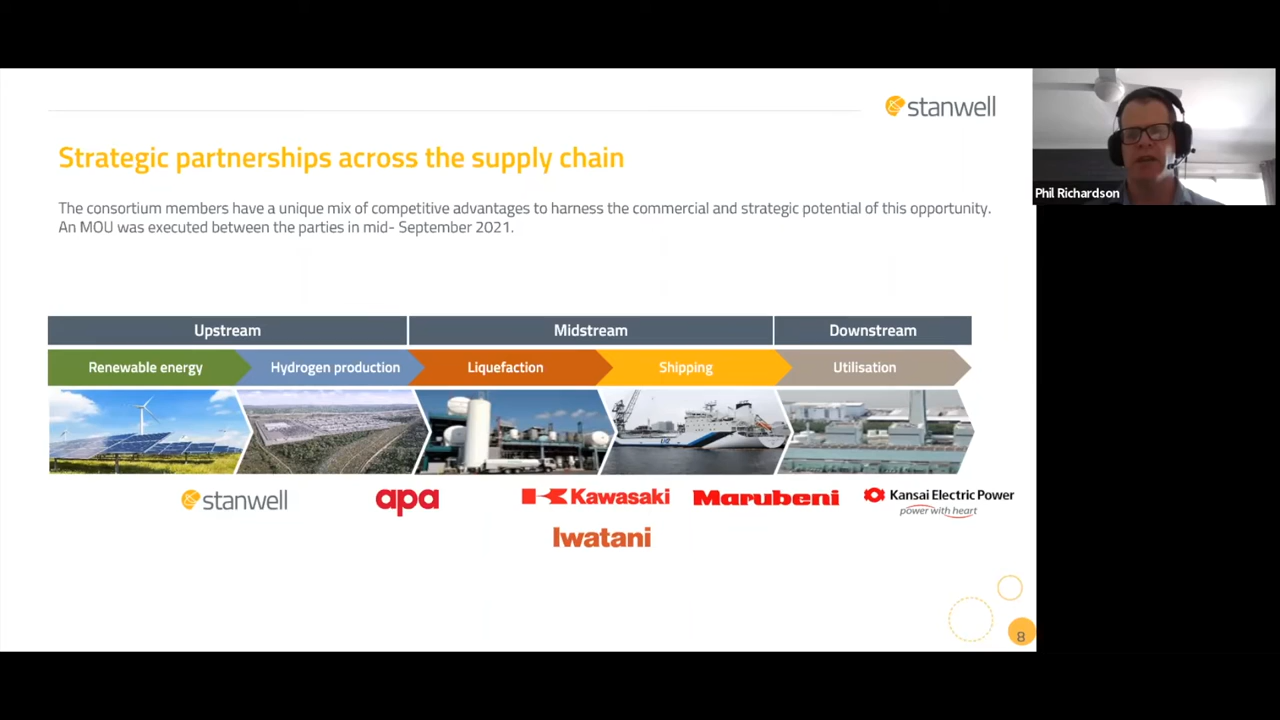 stanwell
Strategic partnerships across the supply chain
Phil Richardson
The consortium members have a unique mix of competitive advantages to harness the commercial and strategic potential of this opportunity.
An MOU was executed between the parties in mid- September 2021.
Upstream
Midstream
Downstream
Renewable energy
Hydrogen production
Liquefaction
Shipping
Utilisation
stanwell
apa
Kawasaki
Marubeni
Kansai Electric Power
power with heart
Iwatani
8